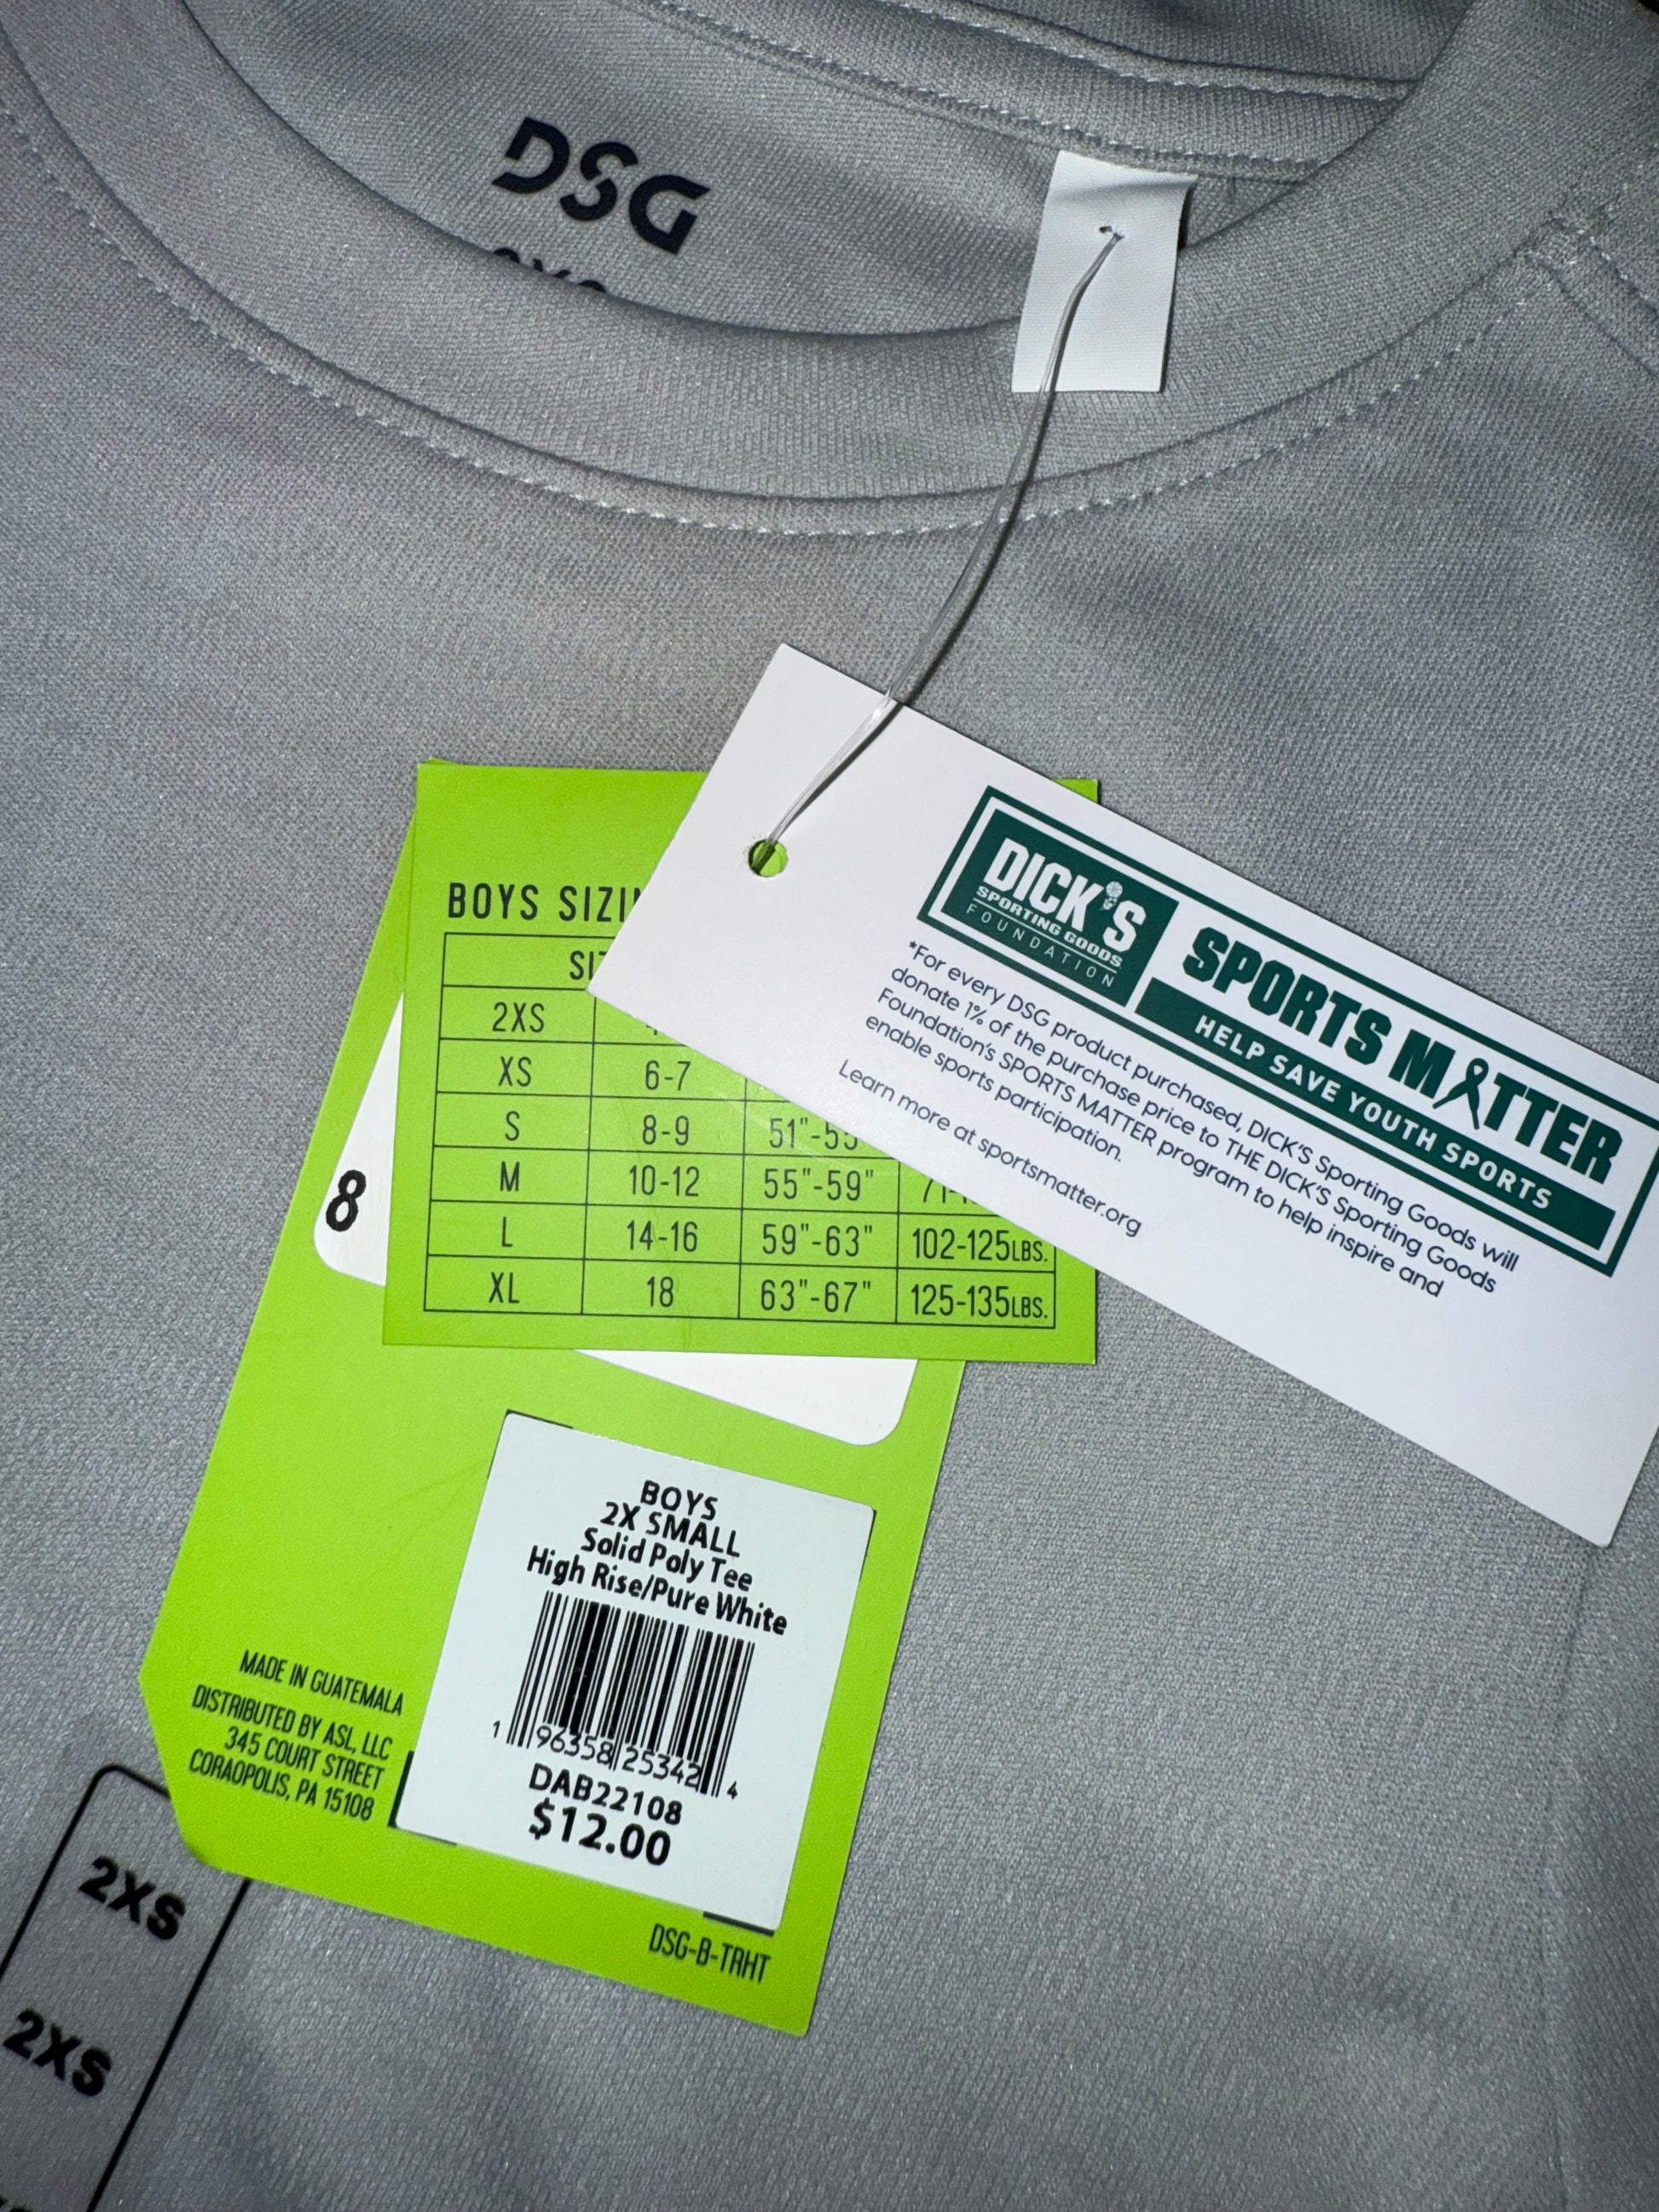 DSG
DICK'S
SPORTING GOODS
FOUNDATION
SPORTS MATTER
HELP SAVE YOUTH SPORTS
*For every DSG product purchased, DICK'S Sporting Goods will
donate 1% of the purchase price to THE DICK'S Sporting Goods
Foundation's SPORTS MATTER program to help inspire and
enable sports participation.
Learn more at sportsmatter.org
BOYS
2XS
XS 6-7
S 8-9 51"-55
M 10-12 55"-59"
L 14-16 59"-63" 102-125LBS.
XL 18 63"-67" 125-135LBS.
8
BOYS
2X SMALL
Solid Poly Tee
High Rise/Pure White
1 96358 25342 4
DAB22108
$12.00
MADE IN GUATEMALA
DISTRIBUTED BY ASL, LLC
345 COURT STREET
CORAOPOLIS, PA 15108
DSG-B-TRHT
2XS
2XS